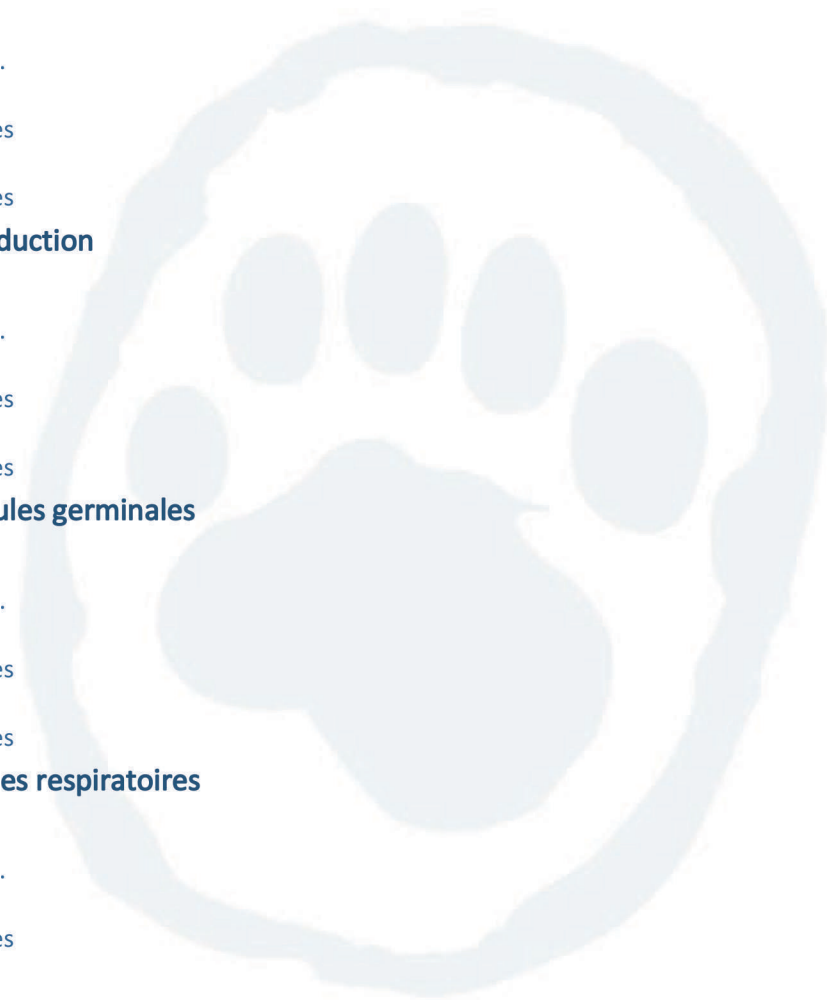 .
es
es
duction
.
es
es
ules germinales
.
es
es
es respiratoires
.
es